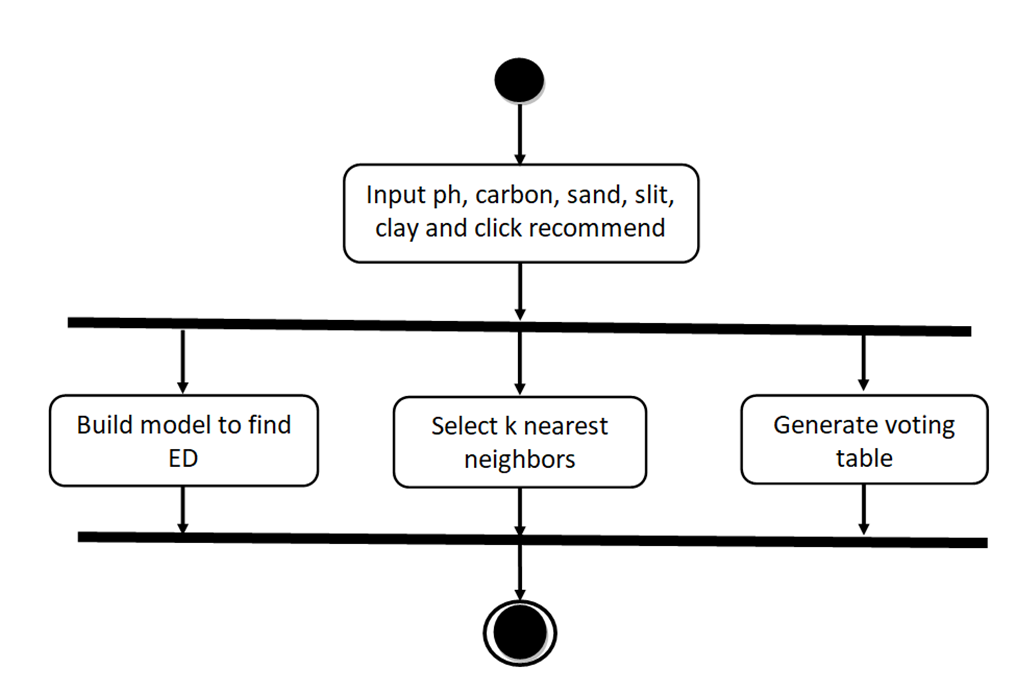 Input ph, carbon, sand, slit,
clay and click recommend
Build model to find
ED
Select k nearest
neighbors
Generate voting
table